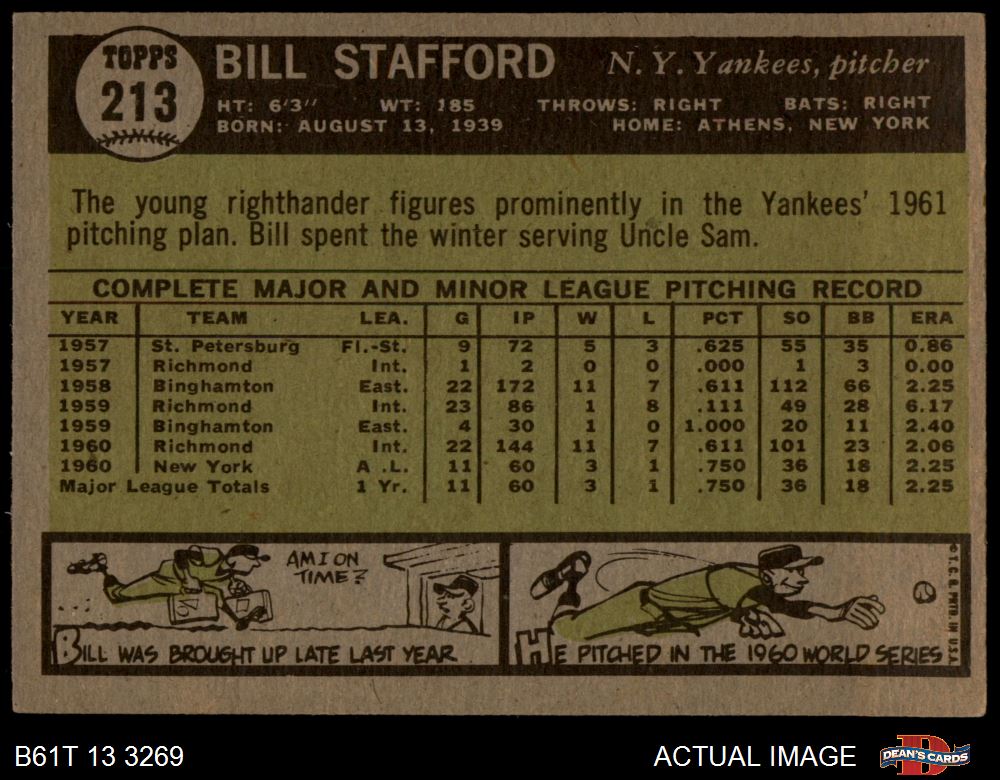 TOPPS
213
BILL STAFFORD N.Y. Yankees, pitcher
HT: 6'3" WT: 185 THROWS: RIGHT BATS: RIGHT
BORN: AUGUST 13, 1939 HOME: ATHENS, NEW YORK
The young righthander figures prominently in the Yankees' 1961
pitching plan. Bill spent the winter serving Uncle Sam.
COMPLETE MAJOR AND MINOR LEAGUE PITCHING RECORD
YEAR TEAM LEA. G IP W L PCT SO BB ERA
1957 St. Petersburg Fl.-St. 9 72 5 3 .625 55 35 0.86
1957 Richmond Int. 1 2 0 0 .000 1 3 0.00
1958 Binghamton East. 22 172 11 7 .611 112 66 2.25
1959 Richmond Int. 23 86 1 8 .111 49 28 6.17
1959 Binghamton East. 4 30 1 0 1.000 20 11 2.40
1960 Richmond Int. 22 144 11 7 .611 101 23 2.06
1960 New York A .L. 11 60 3 1 .750 36 18 2.25
Major League Totals 1 Yr. 11 60 3 1 .750 36 18 2.25
AM I ON
TIME?
BILL WAS BROUGHT UP LATE LAST YEAR
HE PITCHED IN THE 1960 WORLD SERIES
© T. C. G. PRTD. IN U.S.A.
B61T 13 3269 ACTUAL IMAGE
DEAN'S CARDS